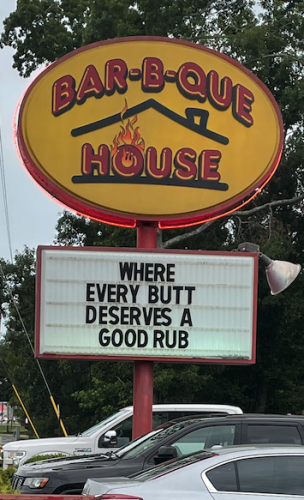 BAR-B-QUE
HOUSE
WHERE
EVERY BUTT
DESERVES A
GOOD RUB